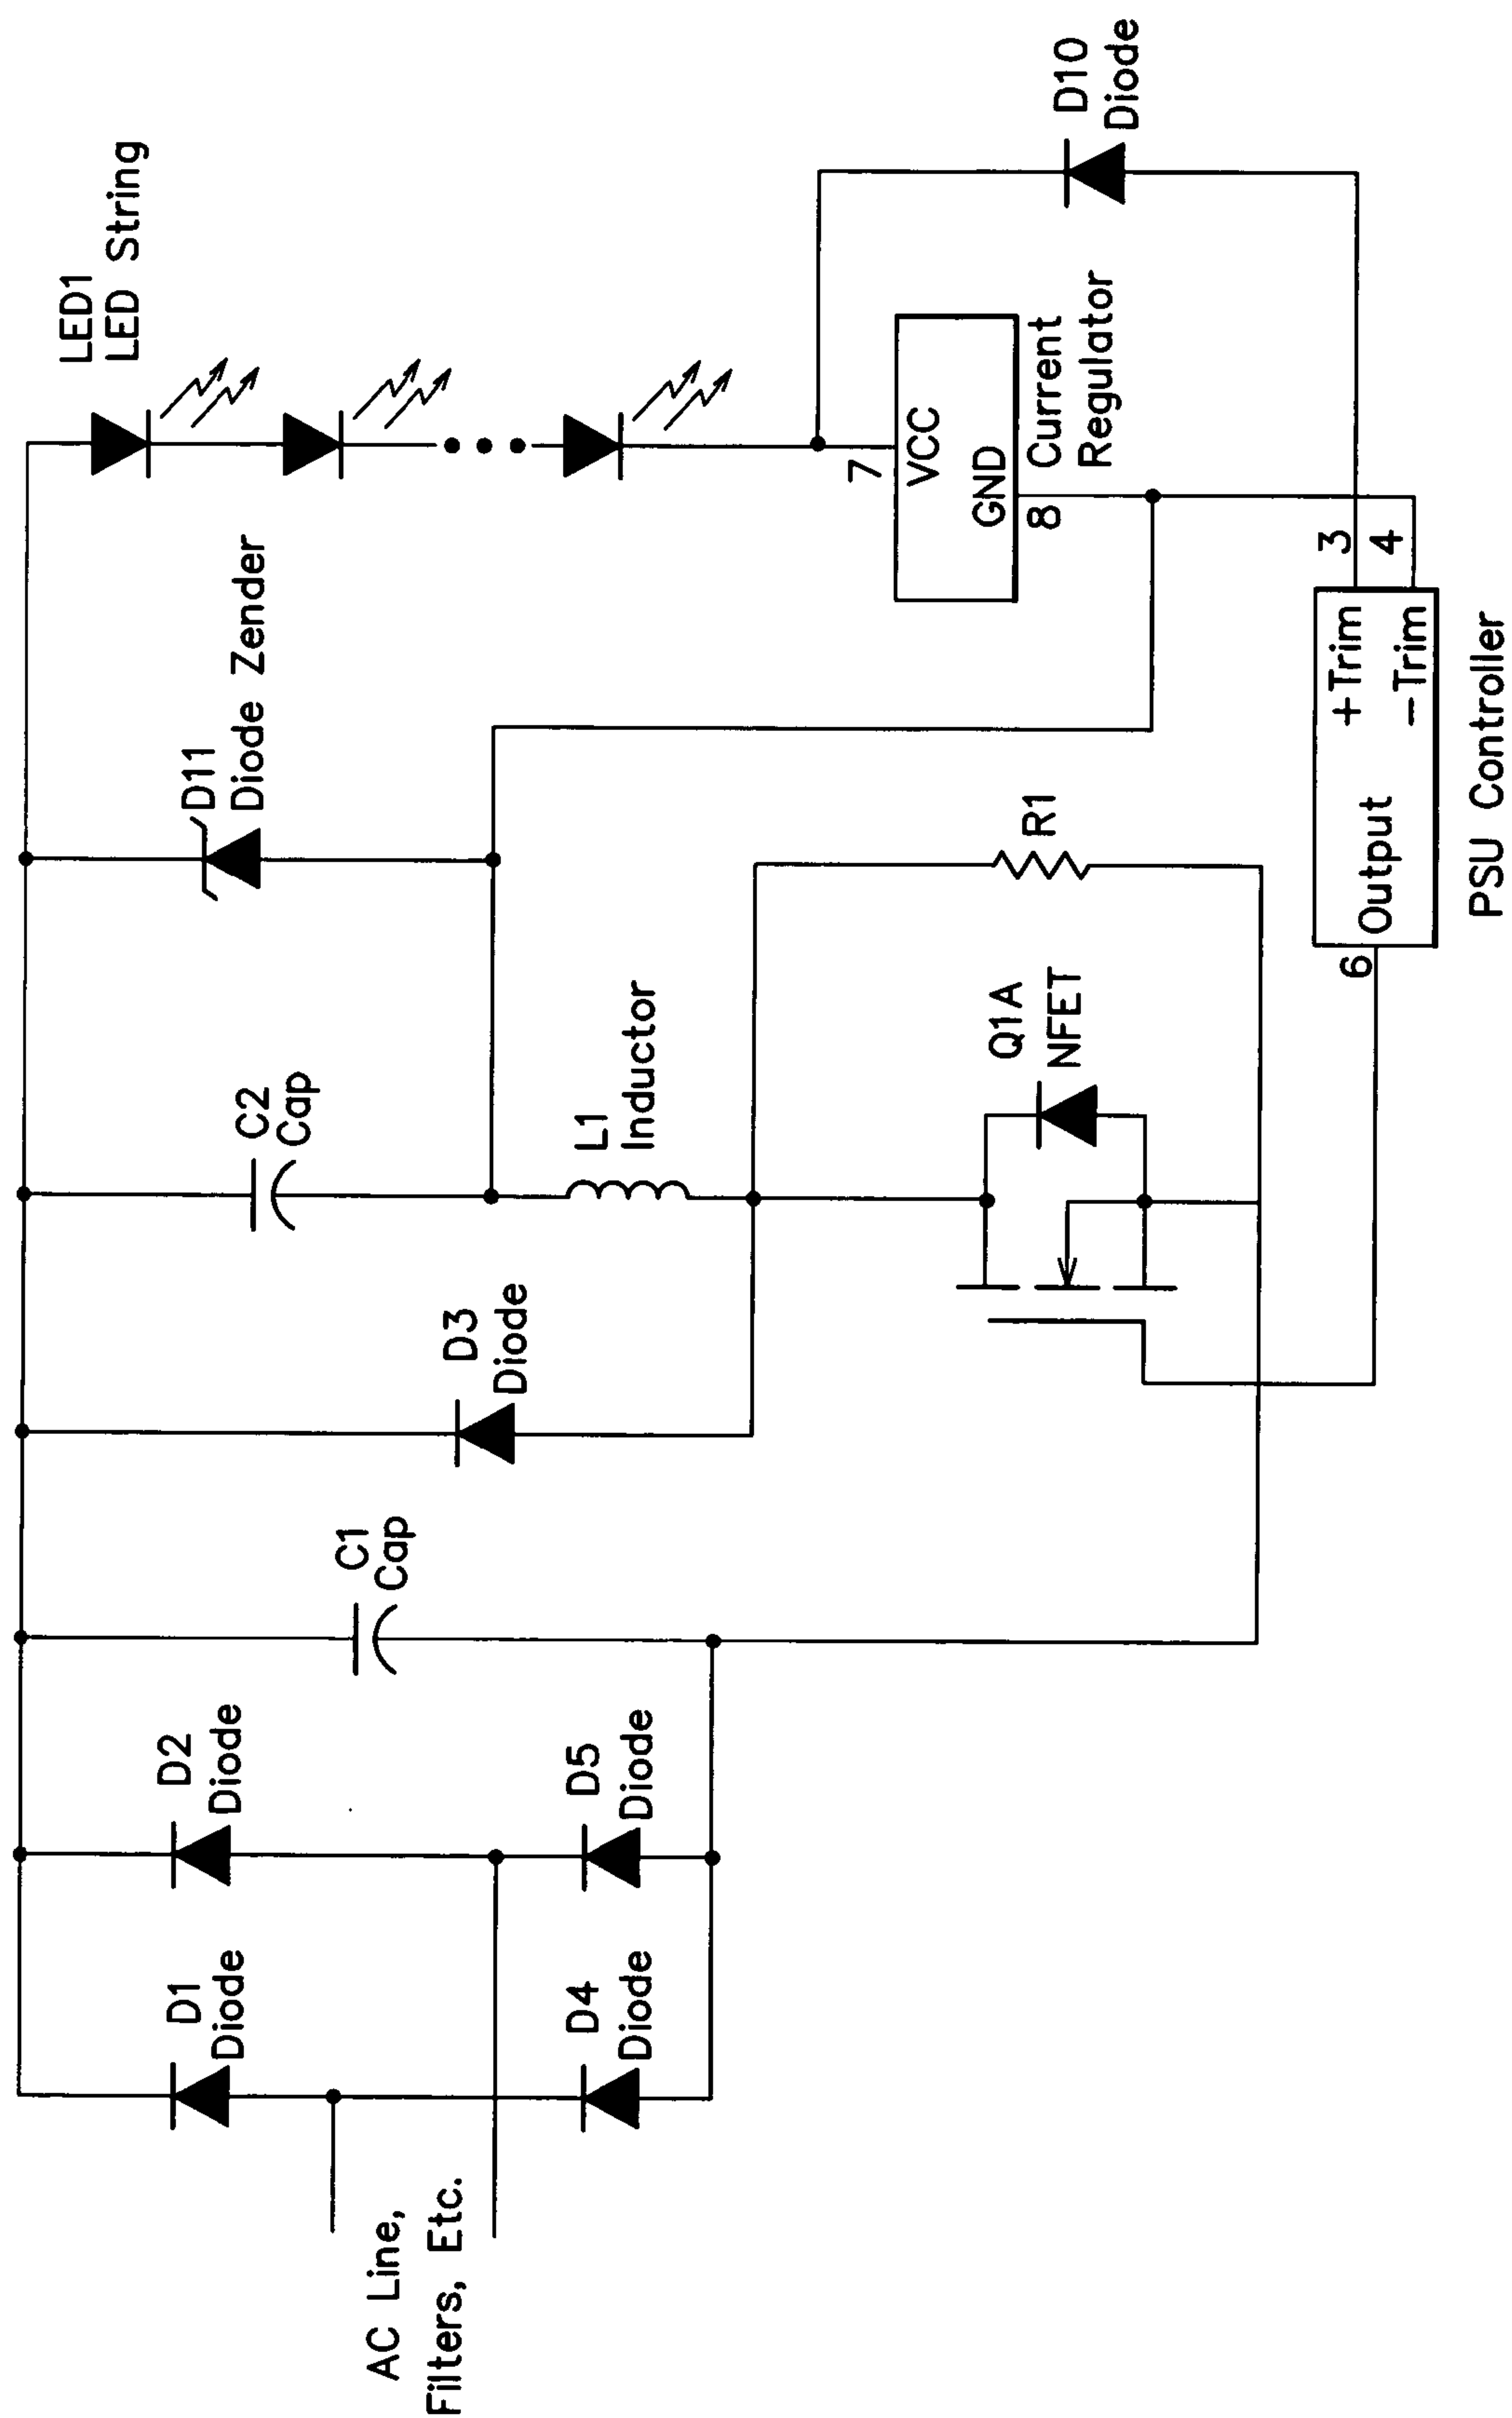 AC Line,
Filters, Etc.
D1
Diode
D2
Diode
D4
Diode
D5
Diode
C1
Cap
D3
Diode
C2
Cap
L1
Inductor
D11
Diode Zender
LED1
LED String
Q1A
NFET
R1
7
VCC
GND
8
Current
Regulator
D10
Diode
3
4
+Trim
-Trim
Output
6
PSU Controller